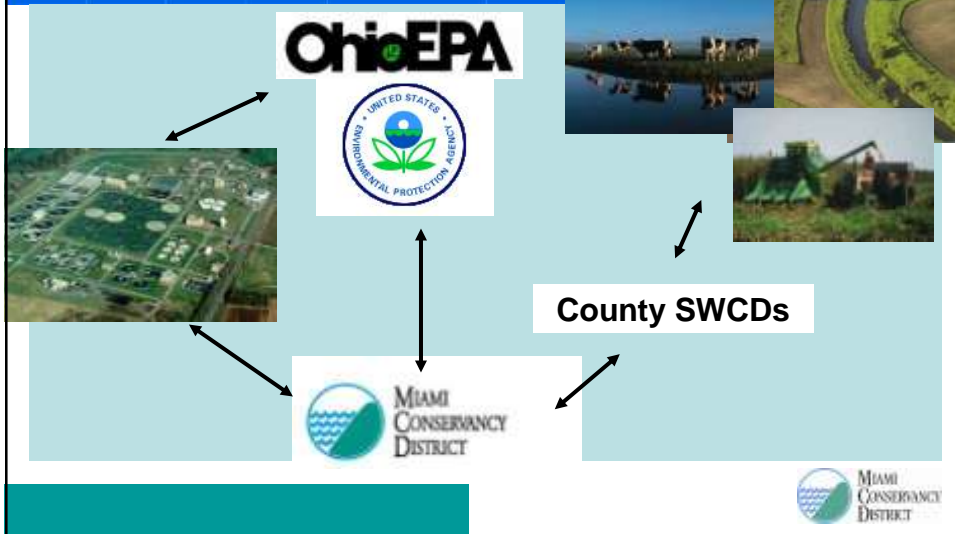 OhioEPA
UNITED STATES
ENVIRONMENTAL PROTECTION AGENCY
County SWCDs
MIAMI
CONSERVANCY
DISTRICT
MIAMI
CONSERVANCY
DISTRICT